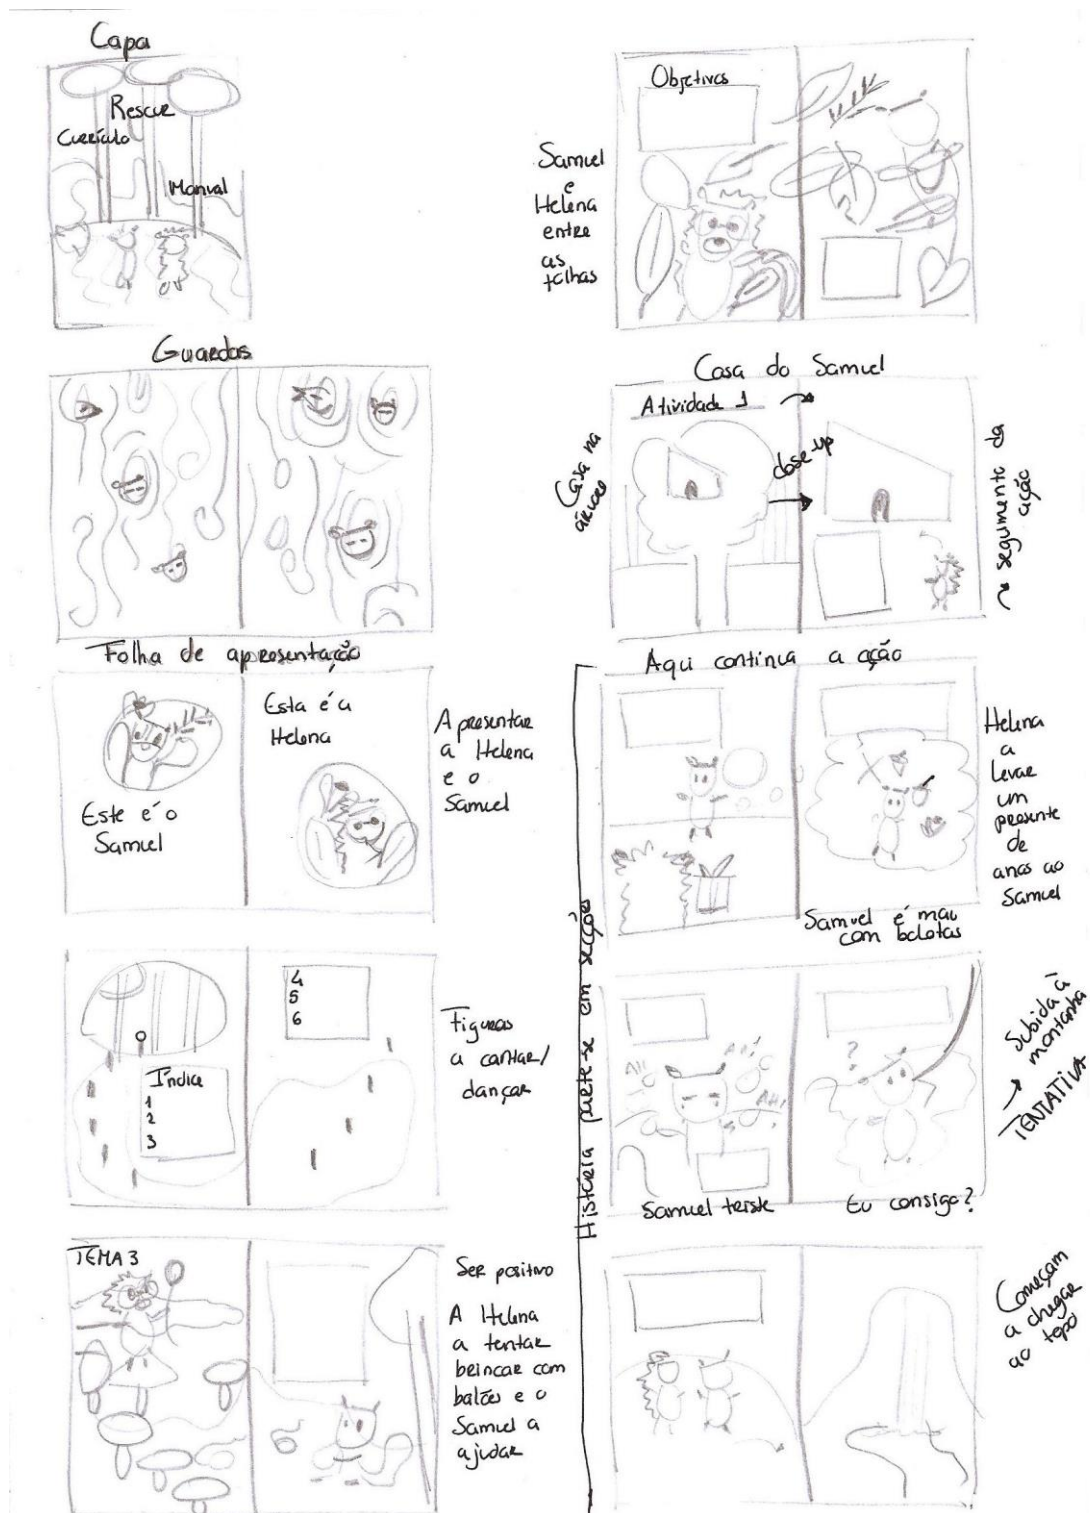 Capa
Rescur
Currículo
Manual
Guardas
Folha de apresentação
Este é o
Samuel
Esta é a
Helena
Apresentar
a Helena
e o
Samuel
Índice
1
2
3
4
5
6
Figuras
a cantar/
dançar
TEMA 3
Ser positivo
A Helena
a tentar
brincar com
balões e o
Samuel a
ajudar
Objetivos
Samuel
e
Helena
entre
as
folhas
Casa do Samuel
Atividade 1
Casa na
árvore
close-up
seguimento da
ação
História parte-se em secções
Aqui continua a ação
Helena
a
levar
um
presente
de
anos ao
Samuel
Samuel é mau
com bolotas
AH!
AH!
AH!
?
Subida à
montanha
TENTATIVA
Samuel triste
Eu consigo?
Começam
a chegar
ao topo